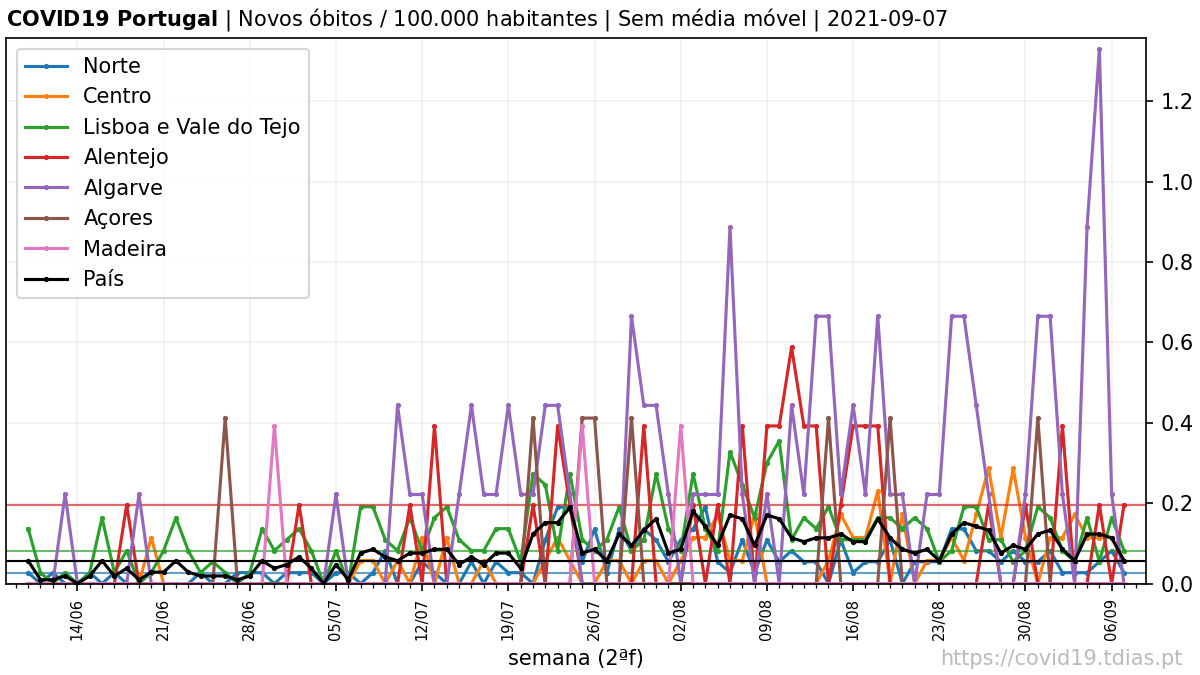 COVID19 Portugal | Novos óbitos / 100.000 habitantes | Sem média móvel | 2021-09-07
Norte
Centro
Lisboa e Vale do Tejo
Alentejo
Algarve
Açores
Madeira
País
1.2
1.0
0.8
0.6
0.4
0.2
0.0
14/06
21/06
28/06
05/07
12/07
19/07
26/07
02/08
09/08
16/08
23/08
30/08
06/09
semana (2ªf)
https://covid19.tdias.pt